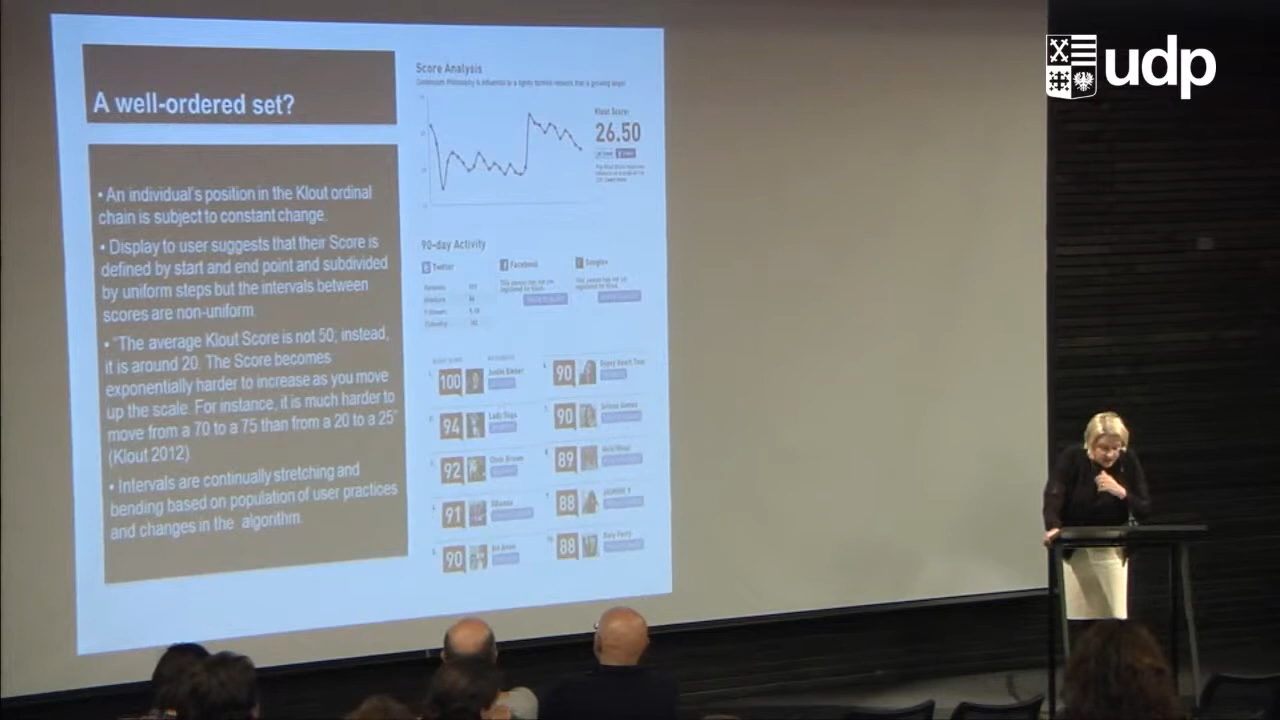 udp
A well-ordered set?
• An individual's position in the Klout ordinal
chain is subject to constant change.
• Display to user suggests that their Score is
defined by start and end point and subdivided
by uniform steps but the intervals between
scores are non-uniform.
• "The average Klout Score is not 50; instead,
it is around 20. The Score becomes
exponentially harder to increase as you move
up the scale. For instance, it is much harder to
move from a 70 to a 75 than from a 20 to a 25"
(Klout 2012)
• Intervals are continually stretching and
bending based on population of user practices
and changes in the algorithm.
Score Analysis
Klout Score:
26.50
90-day Activity
Twitter
Facebook
100
Justin Bieber
94
Lady Gaga
92
Chris Brown
91
90
90
90
Selena Gomez
89
88
88
Katy Perry